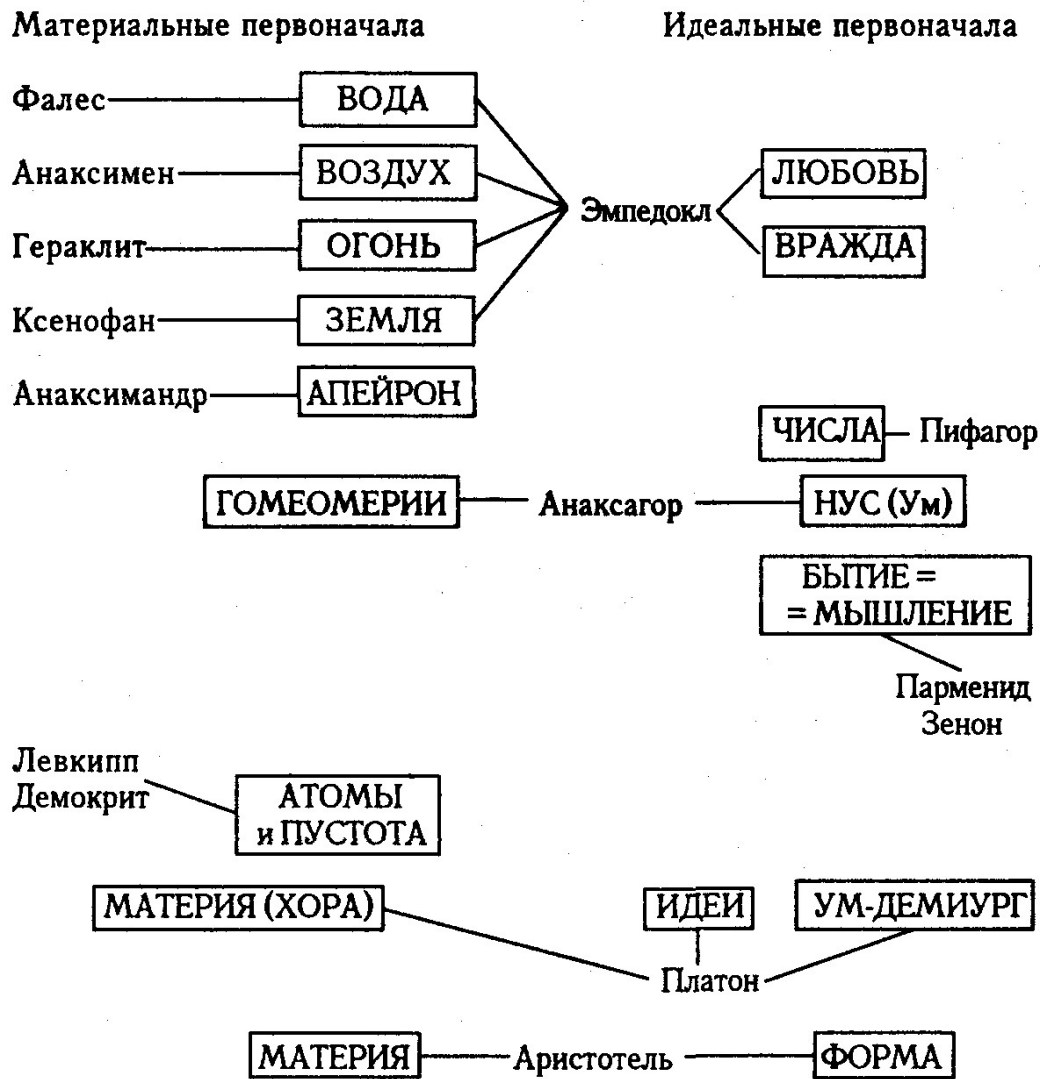 Материальные первоначала Идеальные первоначала
Фалес ВОДА
Анаксимен ВОЗДУХ ЛЮБОВЬ
Эмпедокл
Гераклит ОГОНЬ ВРАЖДА
Ксенофан ЗЕМЛЯ
Анаксимандр АПЕЙРОН
ЧИСЛА Пифагор
ГОМЕОМЕРИИ Анаксагор НУС (Ум)
БЫТИЕ =
= МЫШЛЕНИЕ
Парменид
Зенон
Левкипп
Демокрит
АТОМЫ
и ПУСТОТА
МАТЕРИЯ (ХОРА) ИДЕИ УМ-ДЕМИУРГ
Платон
МАТЕРИЯ Аристотель ФОРМА